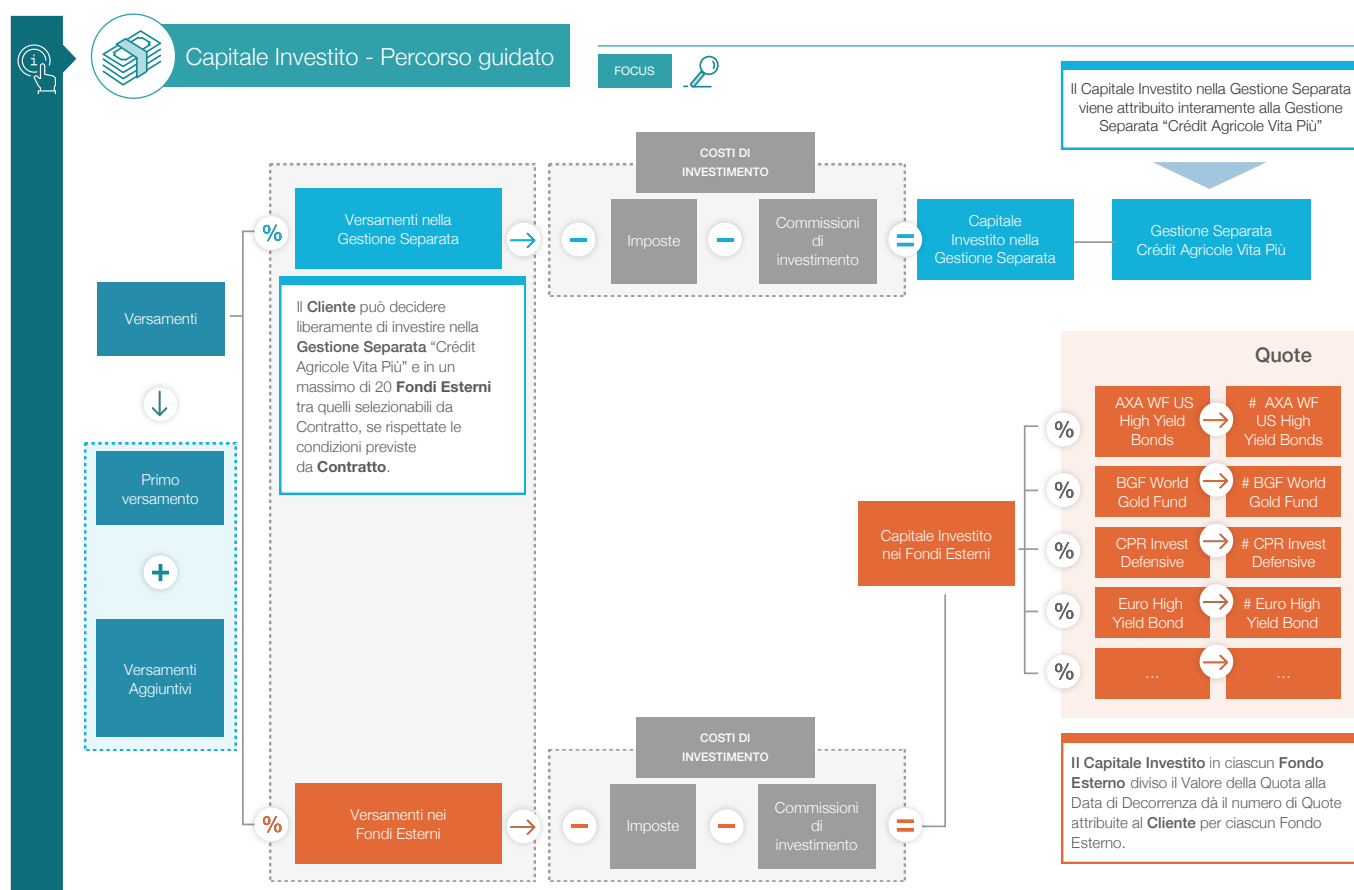 Capitale Investito - Percorso guidato
FOCUS
Il Capitale Investito nella Gestione Separata
viene attribuito interamente alla Gestione
Separata “Crédit Agricole Vita Più”
COSTI DI
INVESTIMENTO
%
Versamenti nella
Gestione Separata
Imposte
Commissioni
di
investimento
=
Capitale
Investito nella
Gestione Separata
Gestione Separata
Crédit Agricole Vita Più
Versamenti
Il Cliente può decidere
liberamente di investire nella
Gestione Separata “Crédit
Agricole Vita Più” e in un
massimo di 20 Fondi Esterni
tra quelli selezionabili da
Contratto, se rispettate le
condizioni previste
da Contratto.
Primo
versamento
+
Versamenti
Aggiuntivi
%
Versamenti nei
Fondi Esterni
COSTI DI
INVESTIMENTO
Imposte
Commissioni
di
investimento
=
Capitale Investito
nei Fondi Esterni
Quote
%
AXA WF US
High Yield
Bonds
# AXA WF
US High
Yield Bonds
%
BGF World
Gold Fund
# BGF World
Gold Fund
%
CPR Invest
Defensive
# CPR Invest
Defensive
%
Euro High
Yield Bond
# Euro High
Yield Bond
%
...
...
Il Capitale Investito in ciascun Fondo
Esterno diviso il Valore della Quota alla
Data di Decorrenza dà il numero di Quote
attribuite al Cliente per ciascun Fondo
Esterno.